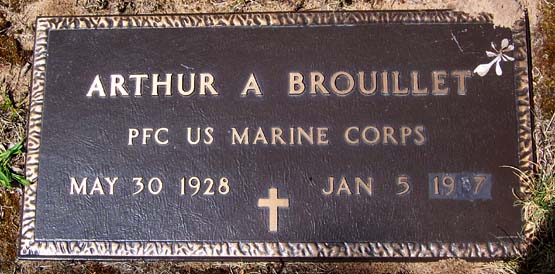 ARTHUR A BROUILLET
PFC US MARINE CORPS
MAY 30 1928 JAN 5